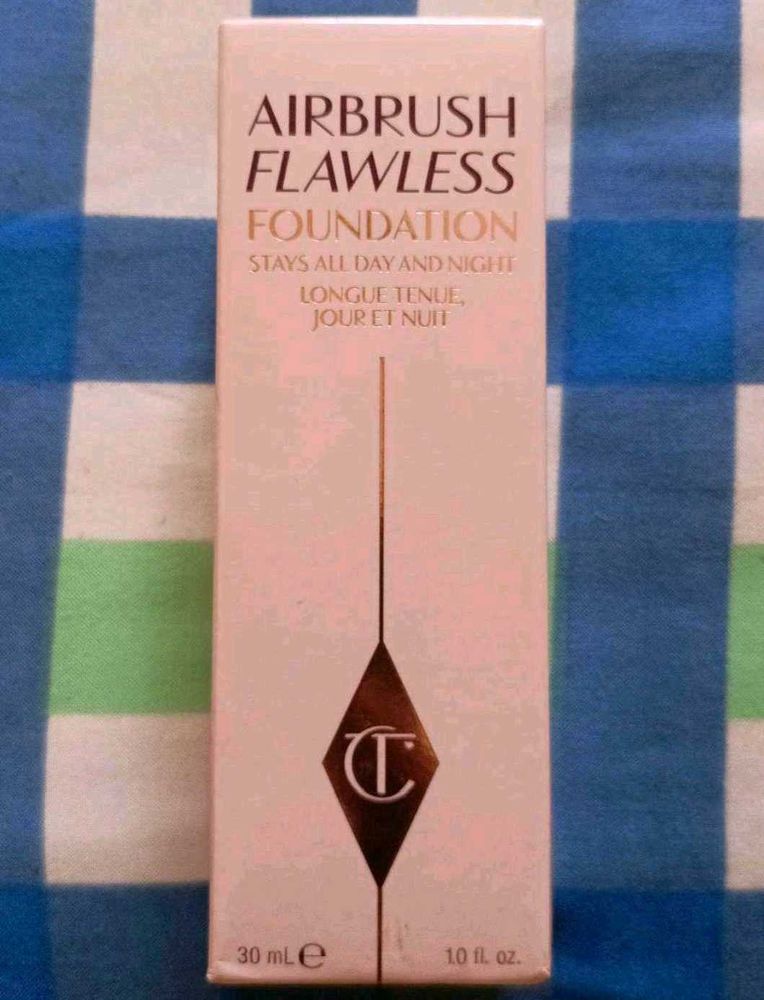 AIRBRUSH
FLAWLESS
FOUNDATION
STAYS ALL DAY AND NIGHT
LONGUE TENUE,
JOUR ET NUIT
CT
30 mL ℮
1.0 fl. oz.